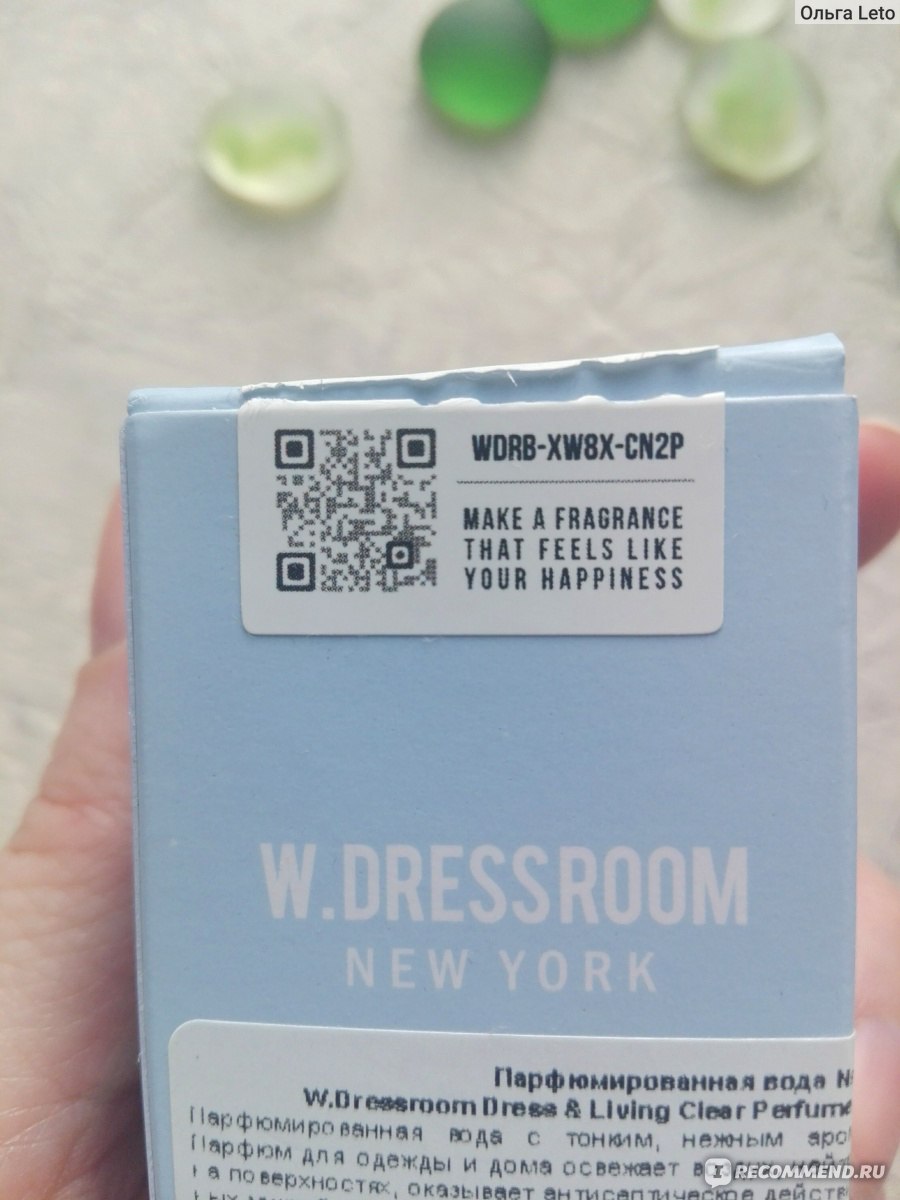 Ольга Leto
WDRB-XW8X-CN2P
MAKE A FRAGRANCE
THAT FEELS LIKE
YOUR HAPPINESS
W.DRESSROOM
NEW YORK
Парфюмированная вода
W.Dressroom Dress & Living Clear Perfume
Парфюмированная вода с тонким, нежным
Парфюм для одежды и дома освежает
на поверхностях, оказывает антисептическое
RECOMMEND.RU